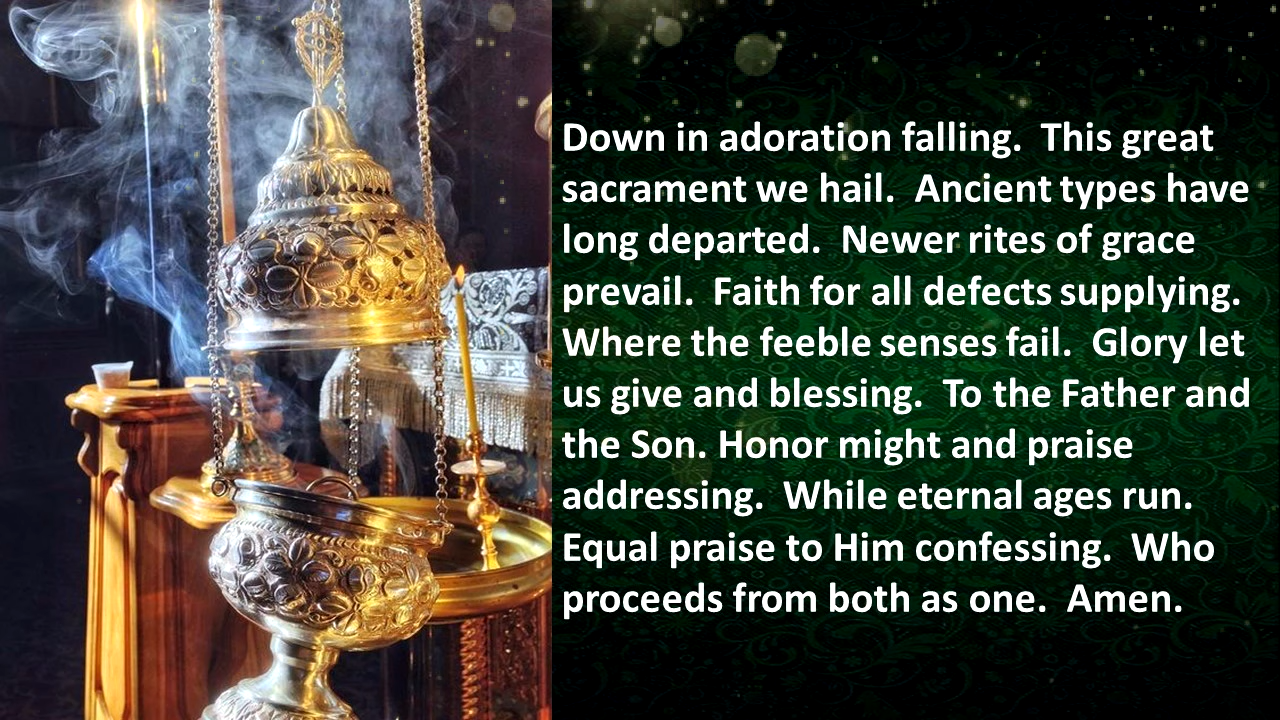 Down in adoration falling.  This great
sacrament we hail.  Ancient types have
long departed.  Newer rites of grace
prevail.  Faith for all defects supplying.
Where the feeble senses fail.  Glory let
us give and blessing.  To the Father and
the Son. Honor might and praise
addressing.  While eternal ages run.
Equal praise to Him confessing.  Who
proceeds from both as one.  Amen.